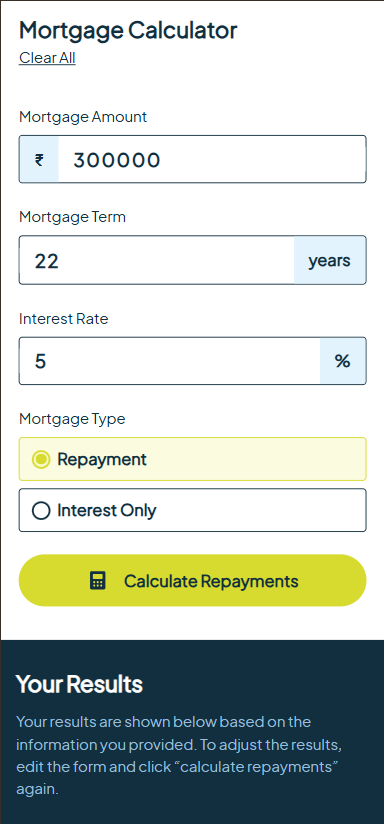 Mortgage Calculator
Clear All
Mortgage Amount
₹ 300000
Mortgage Term
22 years
Interest Rate
5 %
Mortgage Type
Repayment
Interest Only
Calculate Repayments
Your Results
Your results are shown below based on the
information you provided. To adjust the results,
edit the form and click “calculate repayments”
again.